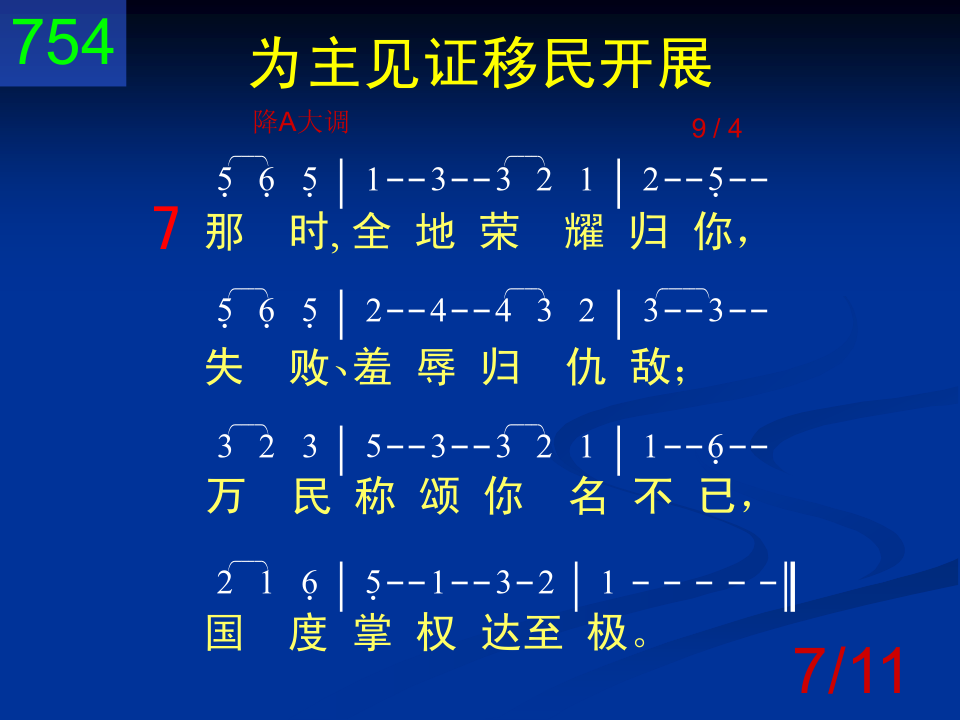 754
为主见证移民开展
降A大调 9 / 4
5̣ 6̣ 5̣ | 1--3--3 2 1 | 2--5̣--
7 那 时, 全 地 荣 耀 归 你,
5̣ 6̣ 5̣ | 2--4--4 3 2 | 3--3--
失 败、羞 辱 归 仇 敌;
3 2 3 | 5--3--3 2 1 | 1--6̣--
万 民 称 颂 你 名 不 已,
2 1 6̣ | 5̣--1--3-2 | 1 - - - - - ‖
国 度 掌 权 达 至 极。
7/11